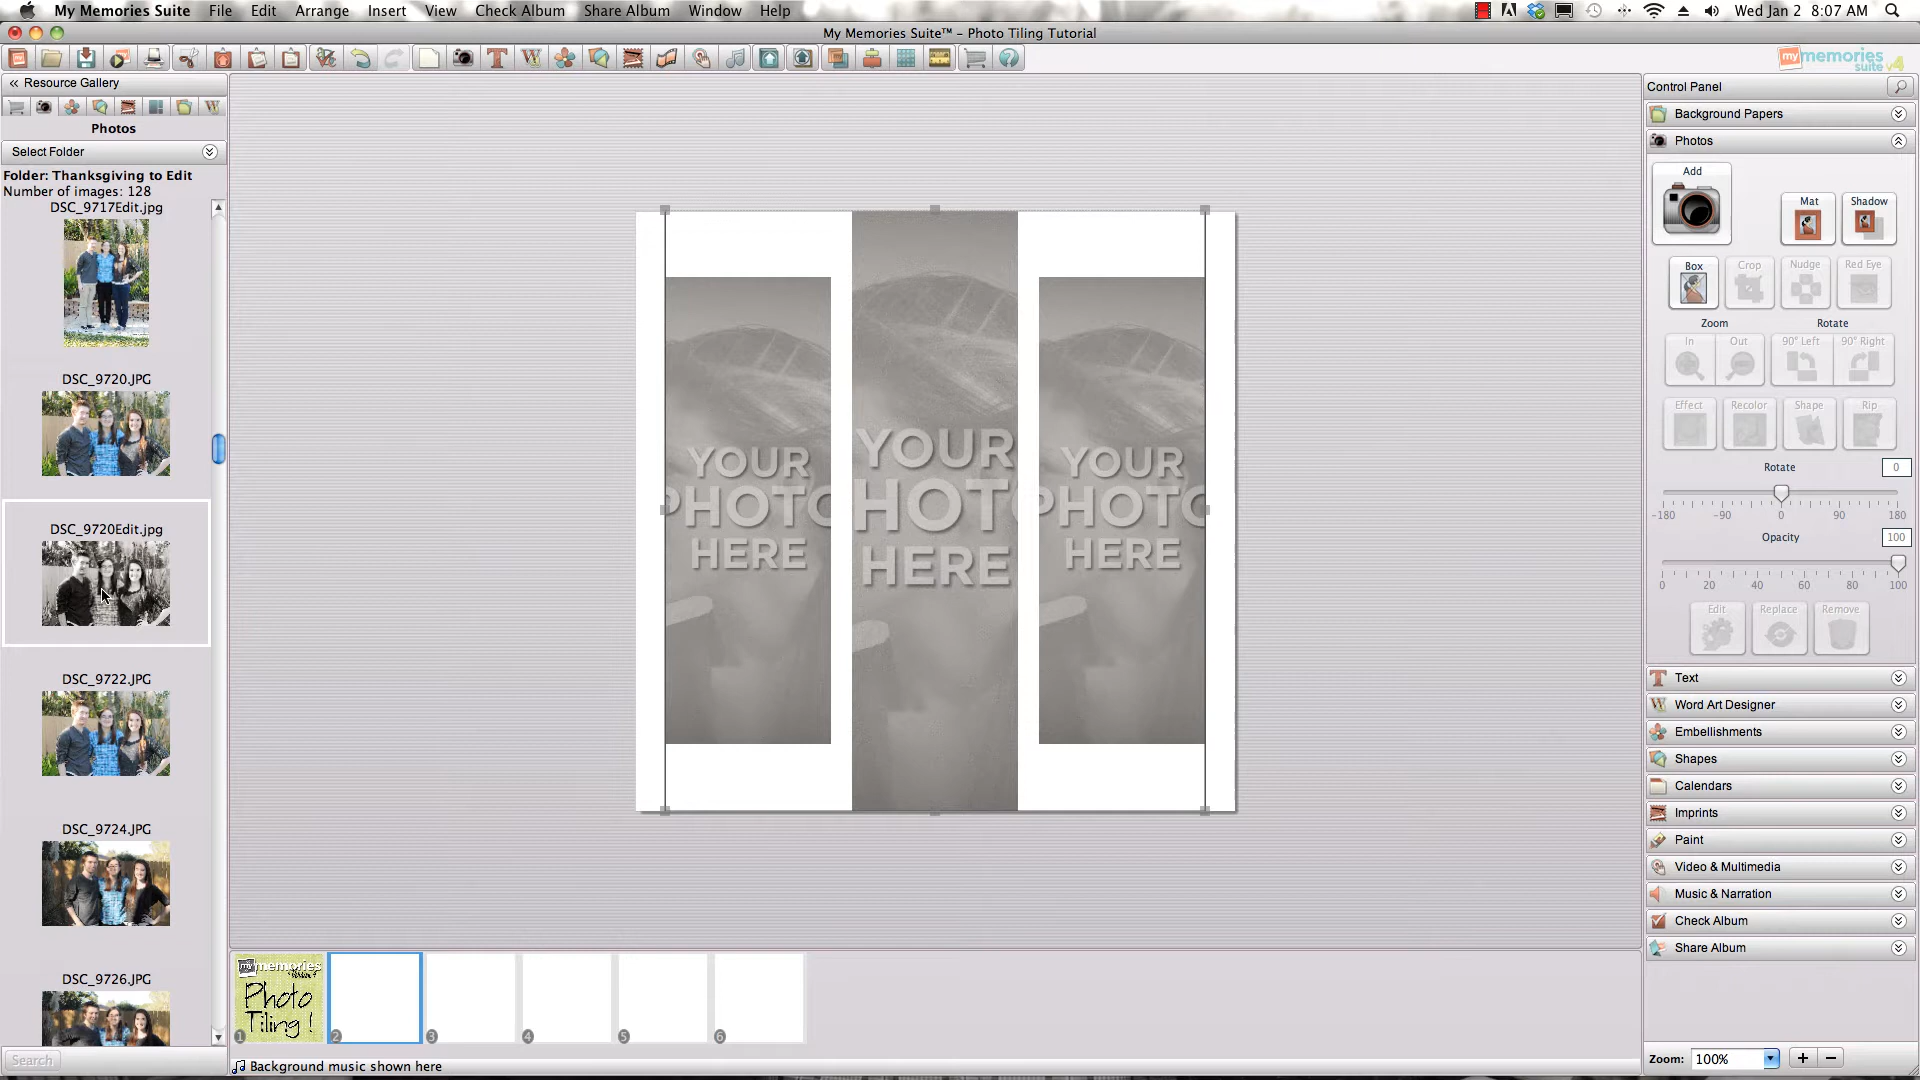 My Memories Suite File Edit Arrange Insert View Check Album Share Album Window Help Wed Jan 2 8:07 AM
My Memories Suite™ – Photo Tiling Tutorial
my memories suite v4
« Resource Gallery
Photos
Select Folder
Folder: Thanksgiving to Edit
Number of images: 128
DSC_9717Edit.jpg
DSC_9720.JPG
DSC_9720Edit.jpg
DSC_9722.JPG
DSC_9724.JPG
DSC_9726.JPG
Search
YOUR
PHOTO
HERE
YOUR
HOT
HERE
YOUR
PHOTO
HERE
my memories
Photo
Tiling !
1
2
3
4
5
6
Background music shown here
Control Panel
Background Papers
Photos
Add
Mat
Shadow
Box
Crop
Nudge
Red Eye
Zoom
Rotate
In
Out
90° Left
90° Right
Effect
Recolor
Shape
Rip
Rotate
0
-180 -90 0 90 180
Opacity
100
0 20 40 60 80 100
Edit
Replace
Remove
Text
Word Art Designer
Embellishments
Shapes
Calendars
Imprints
Paint
Video & Multimedia
Music & Narration
Check Album
Share Album
Zoom: 100%